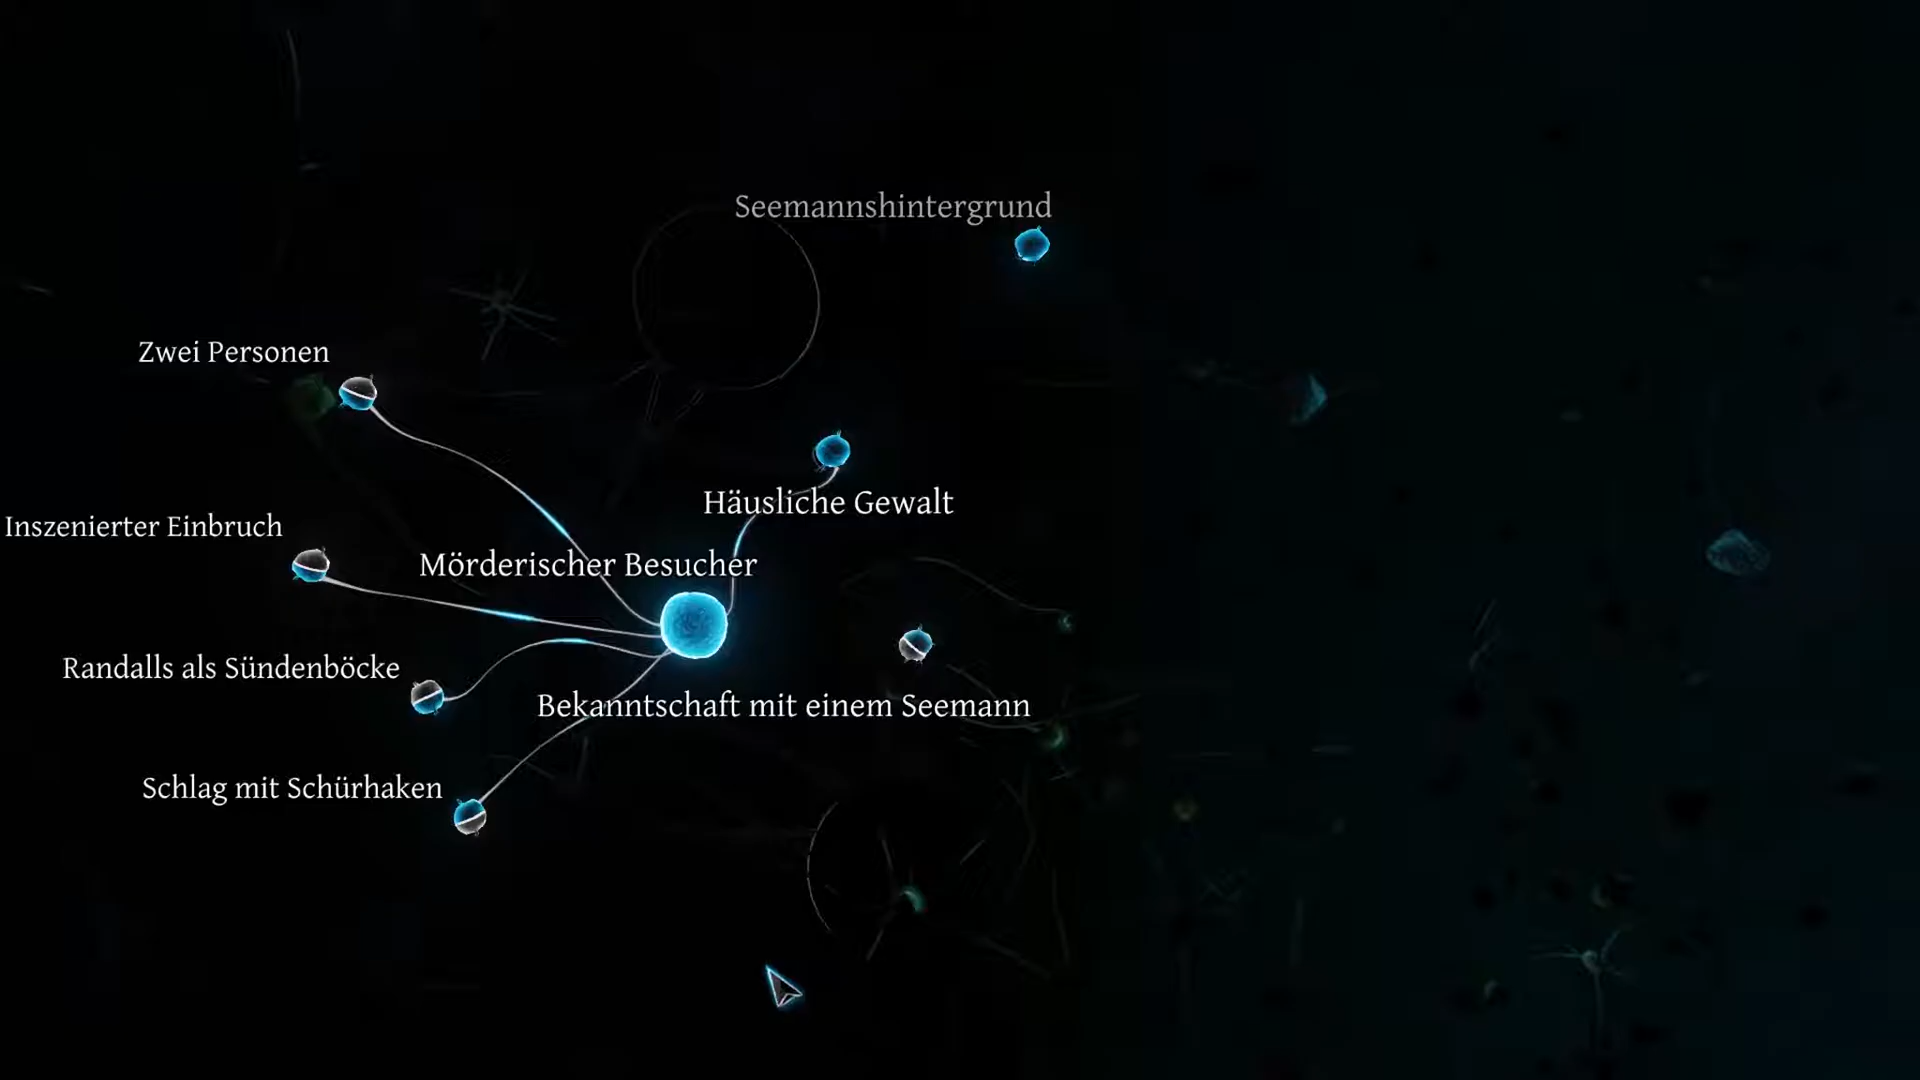 Seemannshintergrund
Zwei Personen
Häusliche Gewalt
Inszenierter Einbruch
Mörderischer Besucher
Randalls als Sündenböcke
Bekanntschaft mit einem Seemann
Schlag mit Schürhaken